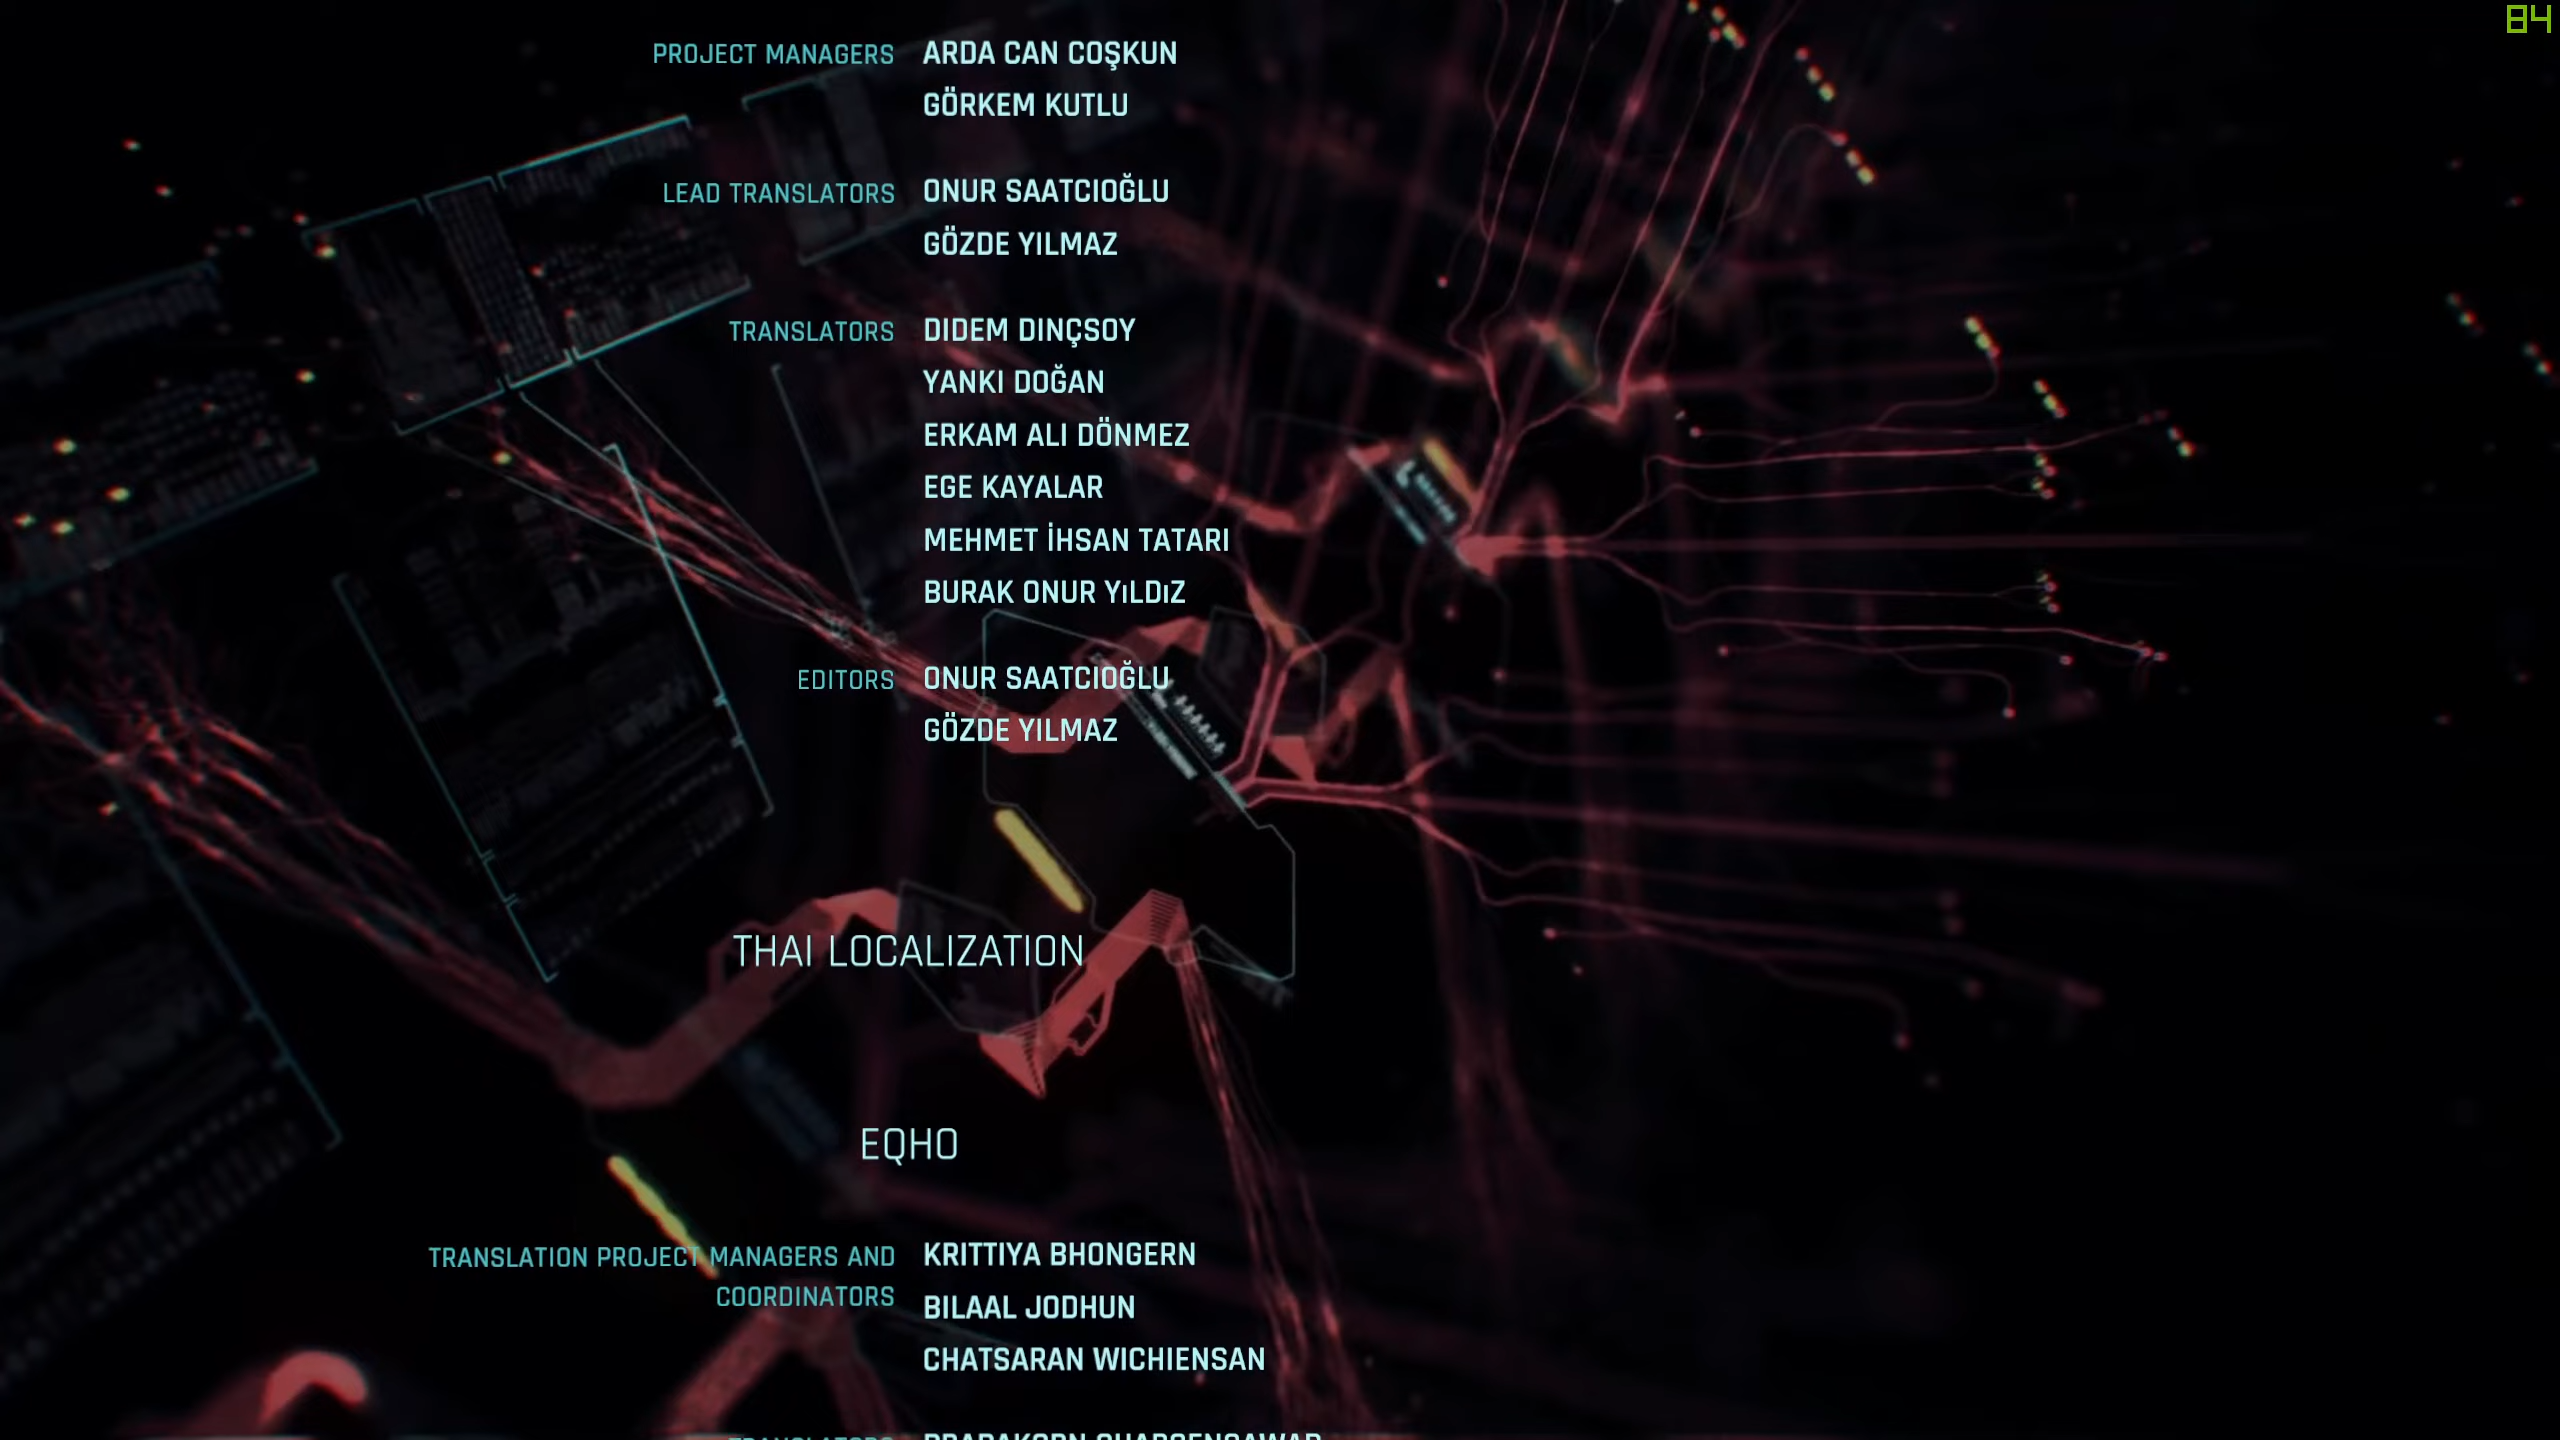 84
PROJECT MANAGERS ARDA CAN COŞKUN
GÖRKEM KUTLU
LEAD TRANSLATORS ONUR SAATCIOĞLU
GÖZDE YILMAZ
TRANSLATORS DIDEM DINÇSOY
YANKI DOĞAN
ERKAM ALI DÖNMEZ
EGE KAYALAR
MEHMET İHSAN TATARI
BURAK ONUR YıLDıZ
EDITORS ONUR SAATCIOĞLU
GÖZDE YILMAZ
THAI LOCALIZATION
EQHO
TRANSLATION PROJECT MANAGERS AND KRITTIYA BHONGERN
COORDINATORS BILAAL JODHUN
CHATSARAN WICHIENSAN
TRANSLATORS